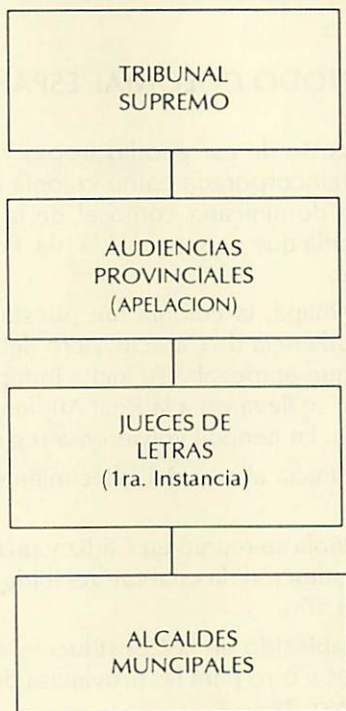 TRIBUNAL
SUPREMO
AUDIENCIAS
PROVINCIALES
(APELACION)
JUECES DE
LETRAS
(1ra. Instancia)
ALCALDES
MUNCIPALES